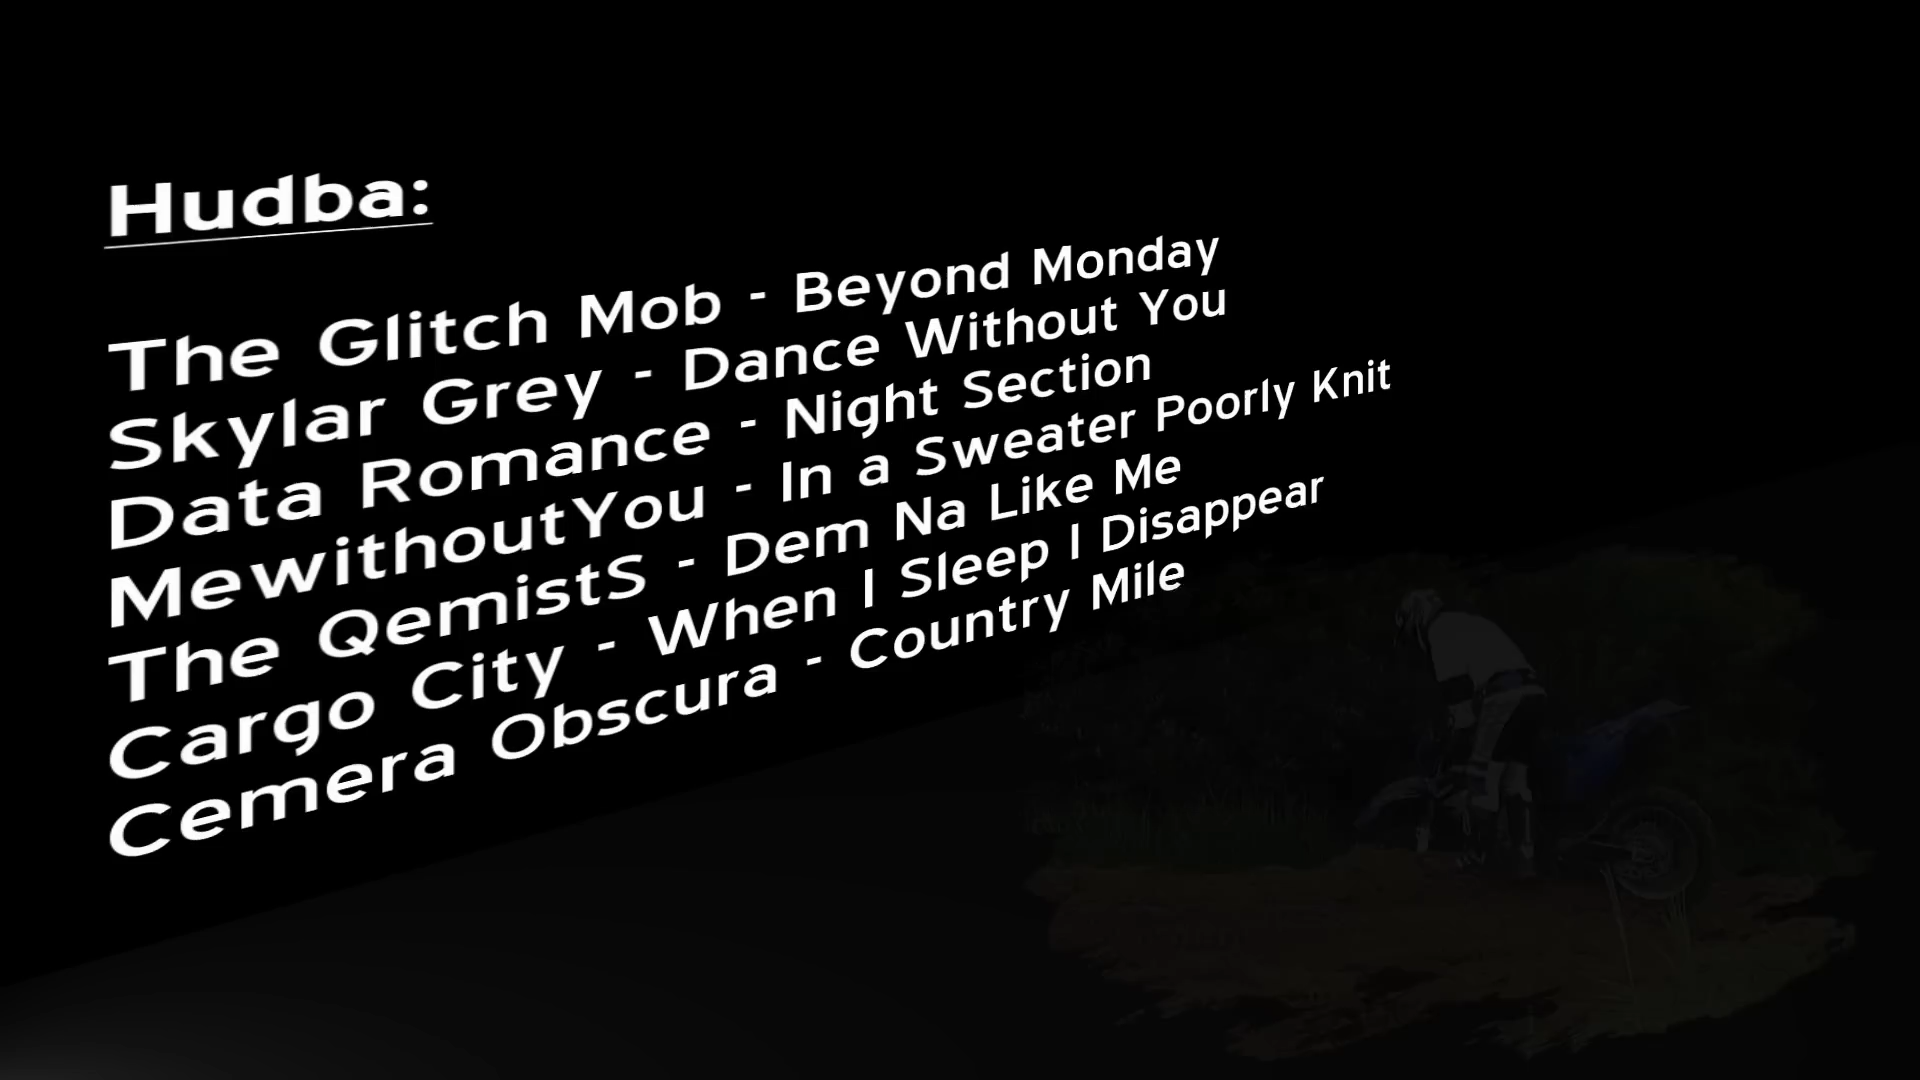 Hudba:
The Glitch Mob - Beyond Monday
Skylar Grey - Dance Without You
Data Romance - Night Section
MewithoutYou - In a Sweater Poorly Knit
The QemistS - Dem Na Like Me
Cargo City - When I Sleep I Disappear
Cemera Obscura - Country Mile